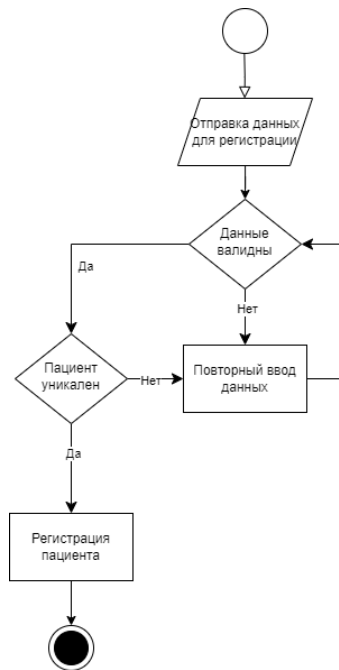 Отправка данных
для регистрации
Данные
валидны
Да
Нет
Пациент
уникален
Нет
Повторный ввод
данных
Да
Регистрация
пациента